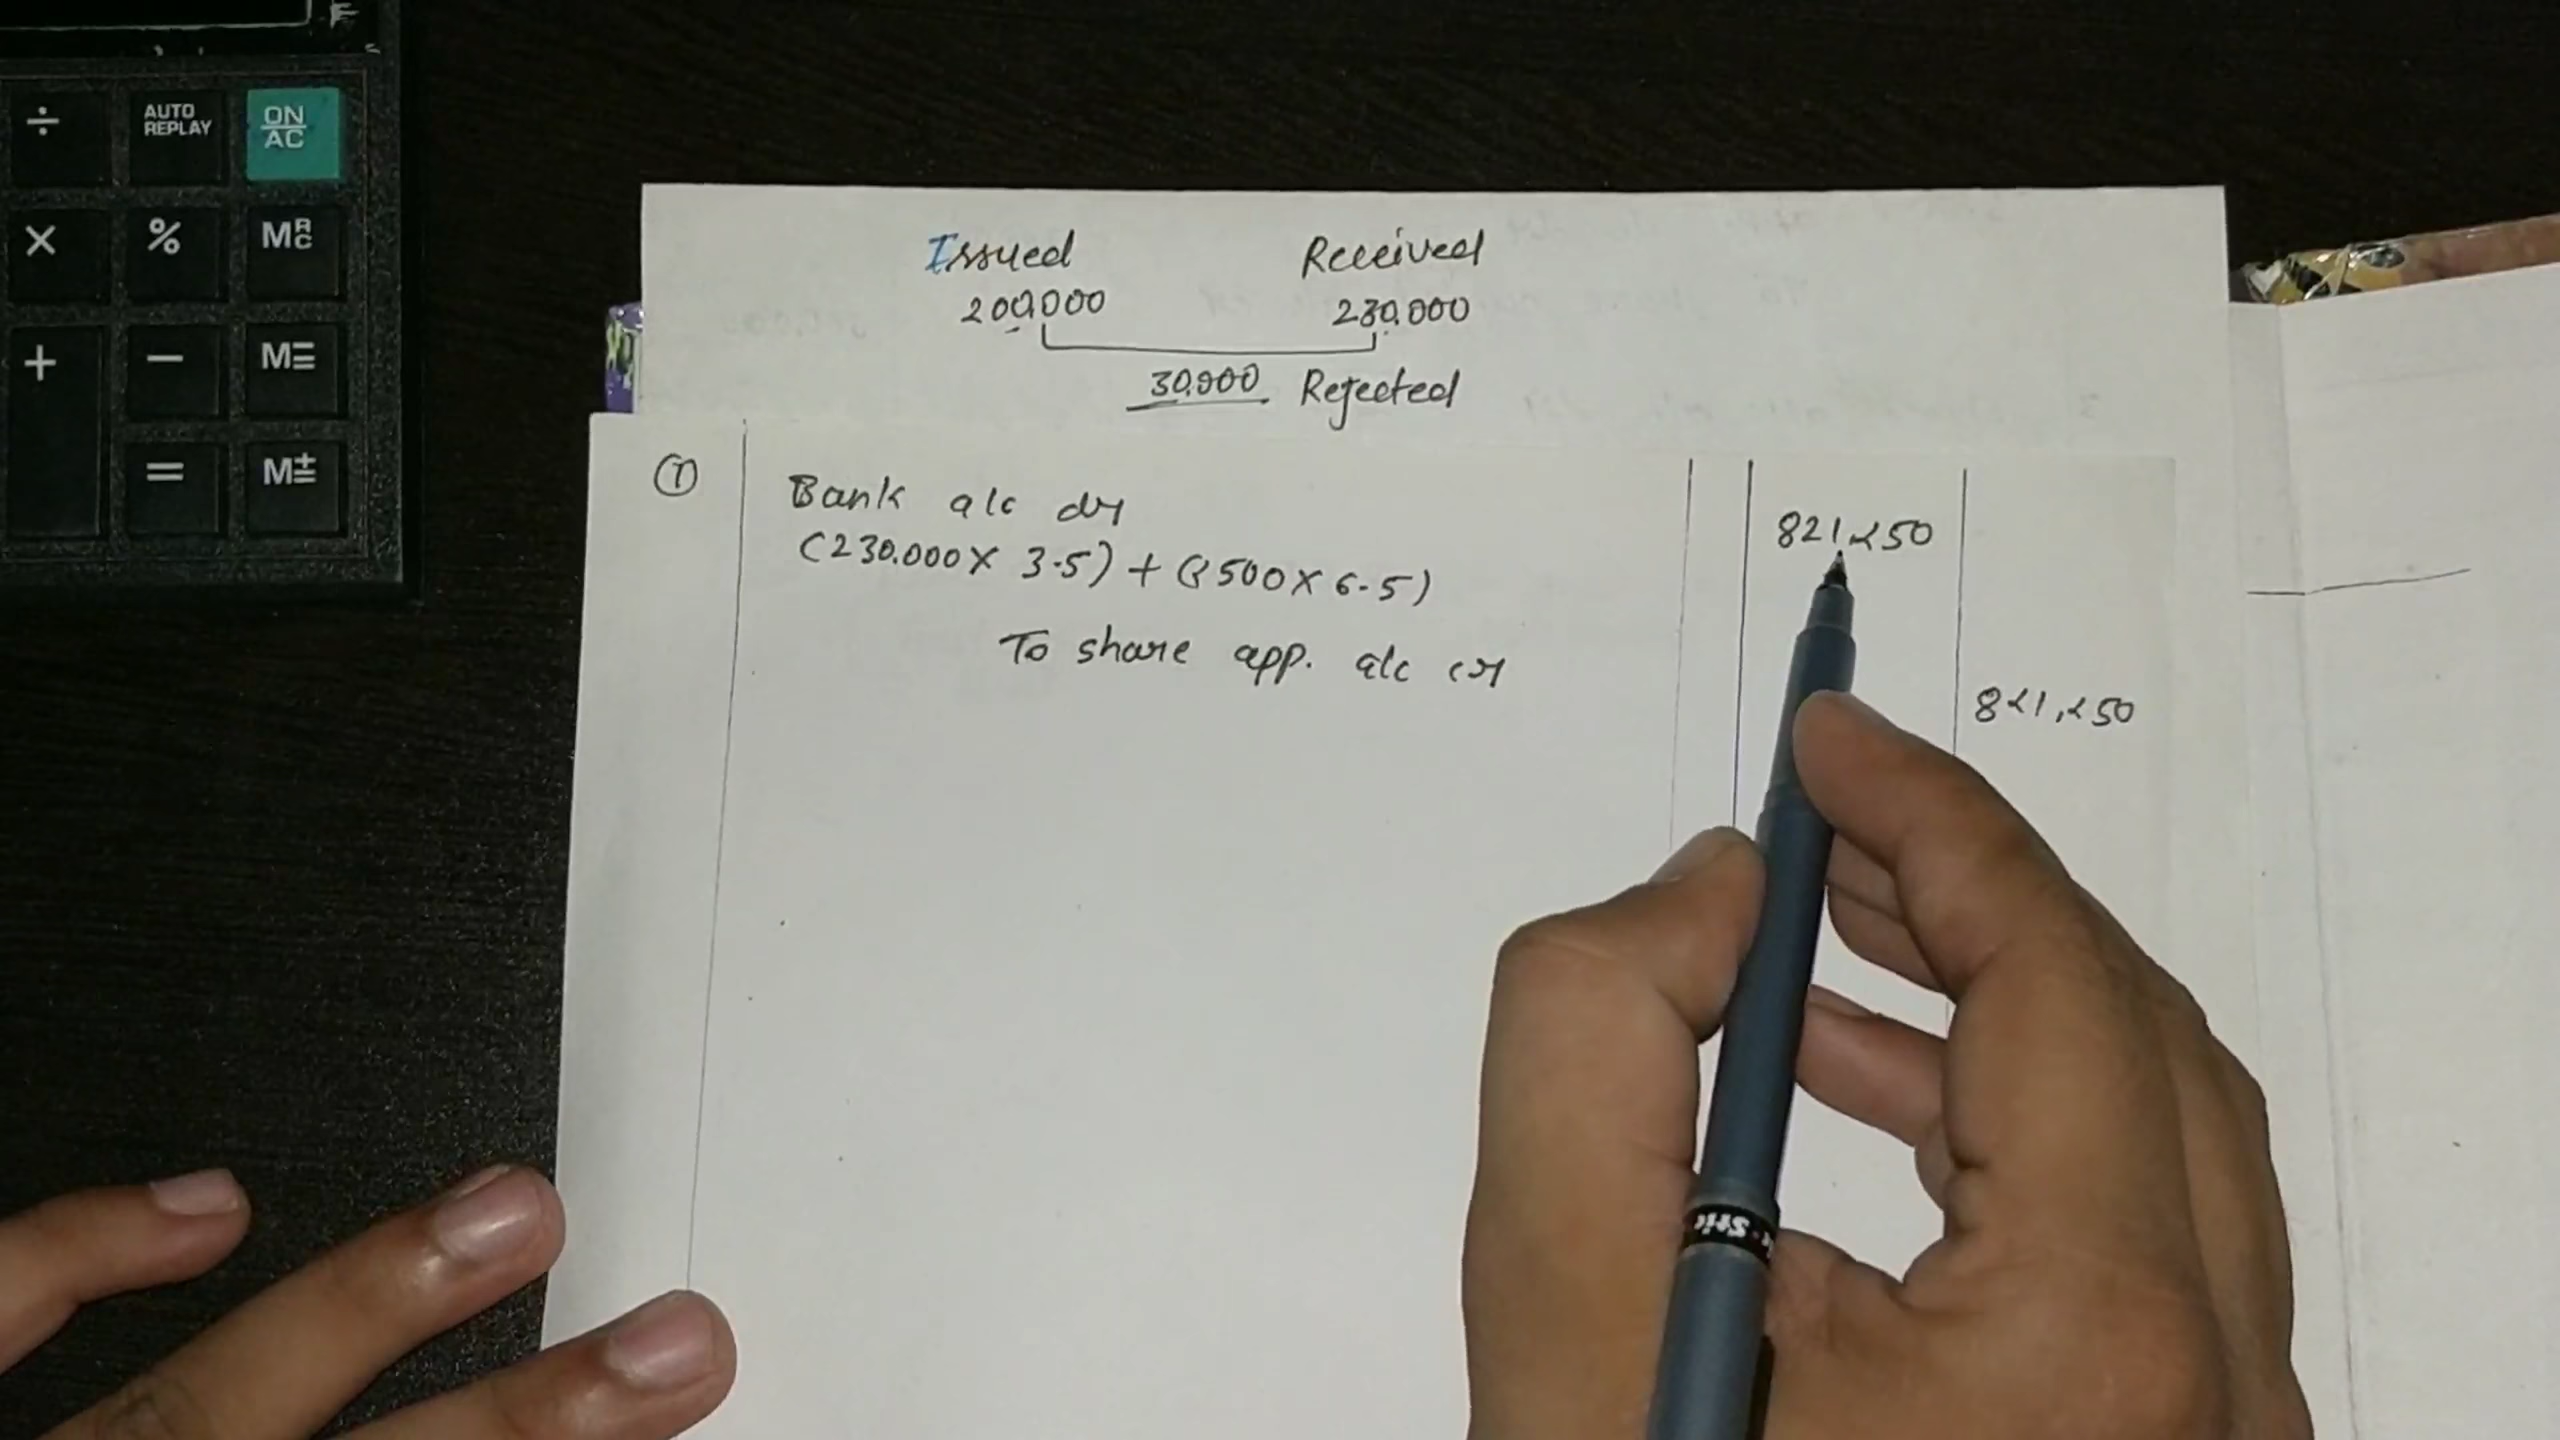 ÷ AUTO REPLAY ON AC
× % MRC
+ − M=
= M±
Issued Received
200,000 230,000
30,000 Rejected
① Bank a/c dr 821,250
(230,000 × 3.5) + (2500 × 6.5)
To share app. a/c cr
821,250